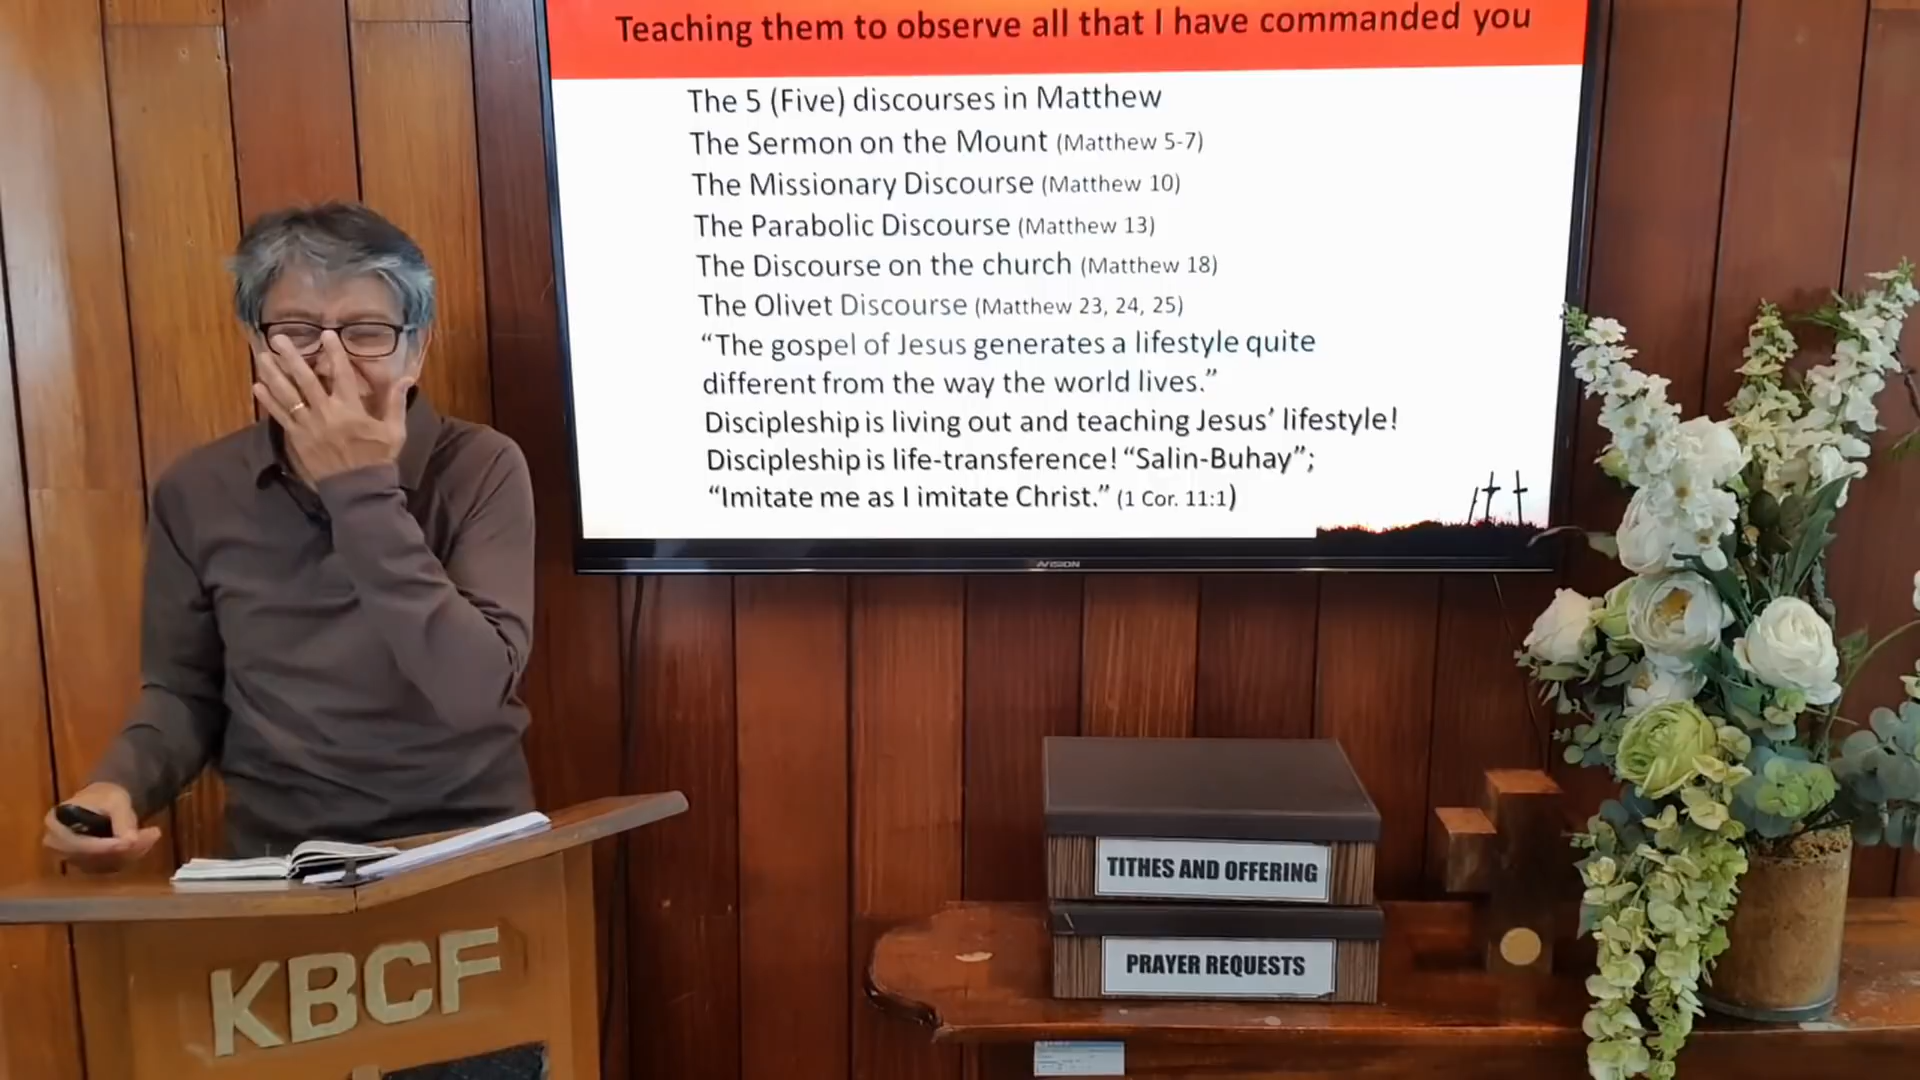 Teaching them to observe all that I have commanded you
The 5 (Five) discourses in Matthew
The Sermon on the Mount (Matthew 5-7)
The Missionary Discourse (Matthew 10)
The Parabolic Discourse (Matthew 13)
The Discourse on the church (Matthew 18)
The Olivet Discourse (Matthew 23, 24, 25)
“The gospel of Jesus generates a lifestyle quite
different from the way the world lives.”
Discipleship is living out and teaching Jesus’ lifestyle!
Discipleship is life-transference! “Salin-Buhay”;
“Imitate me as I imitate Christ.” (1 Cor. 11:1)
TITHES AND OFFERING
PRAYER REQUESTS
KBCF